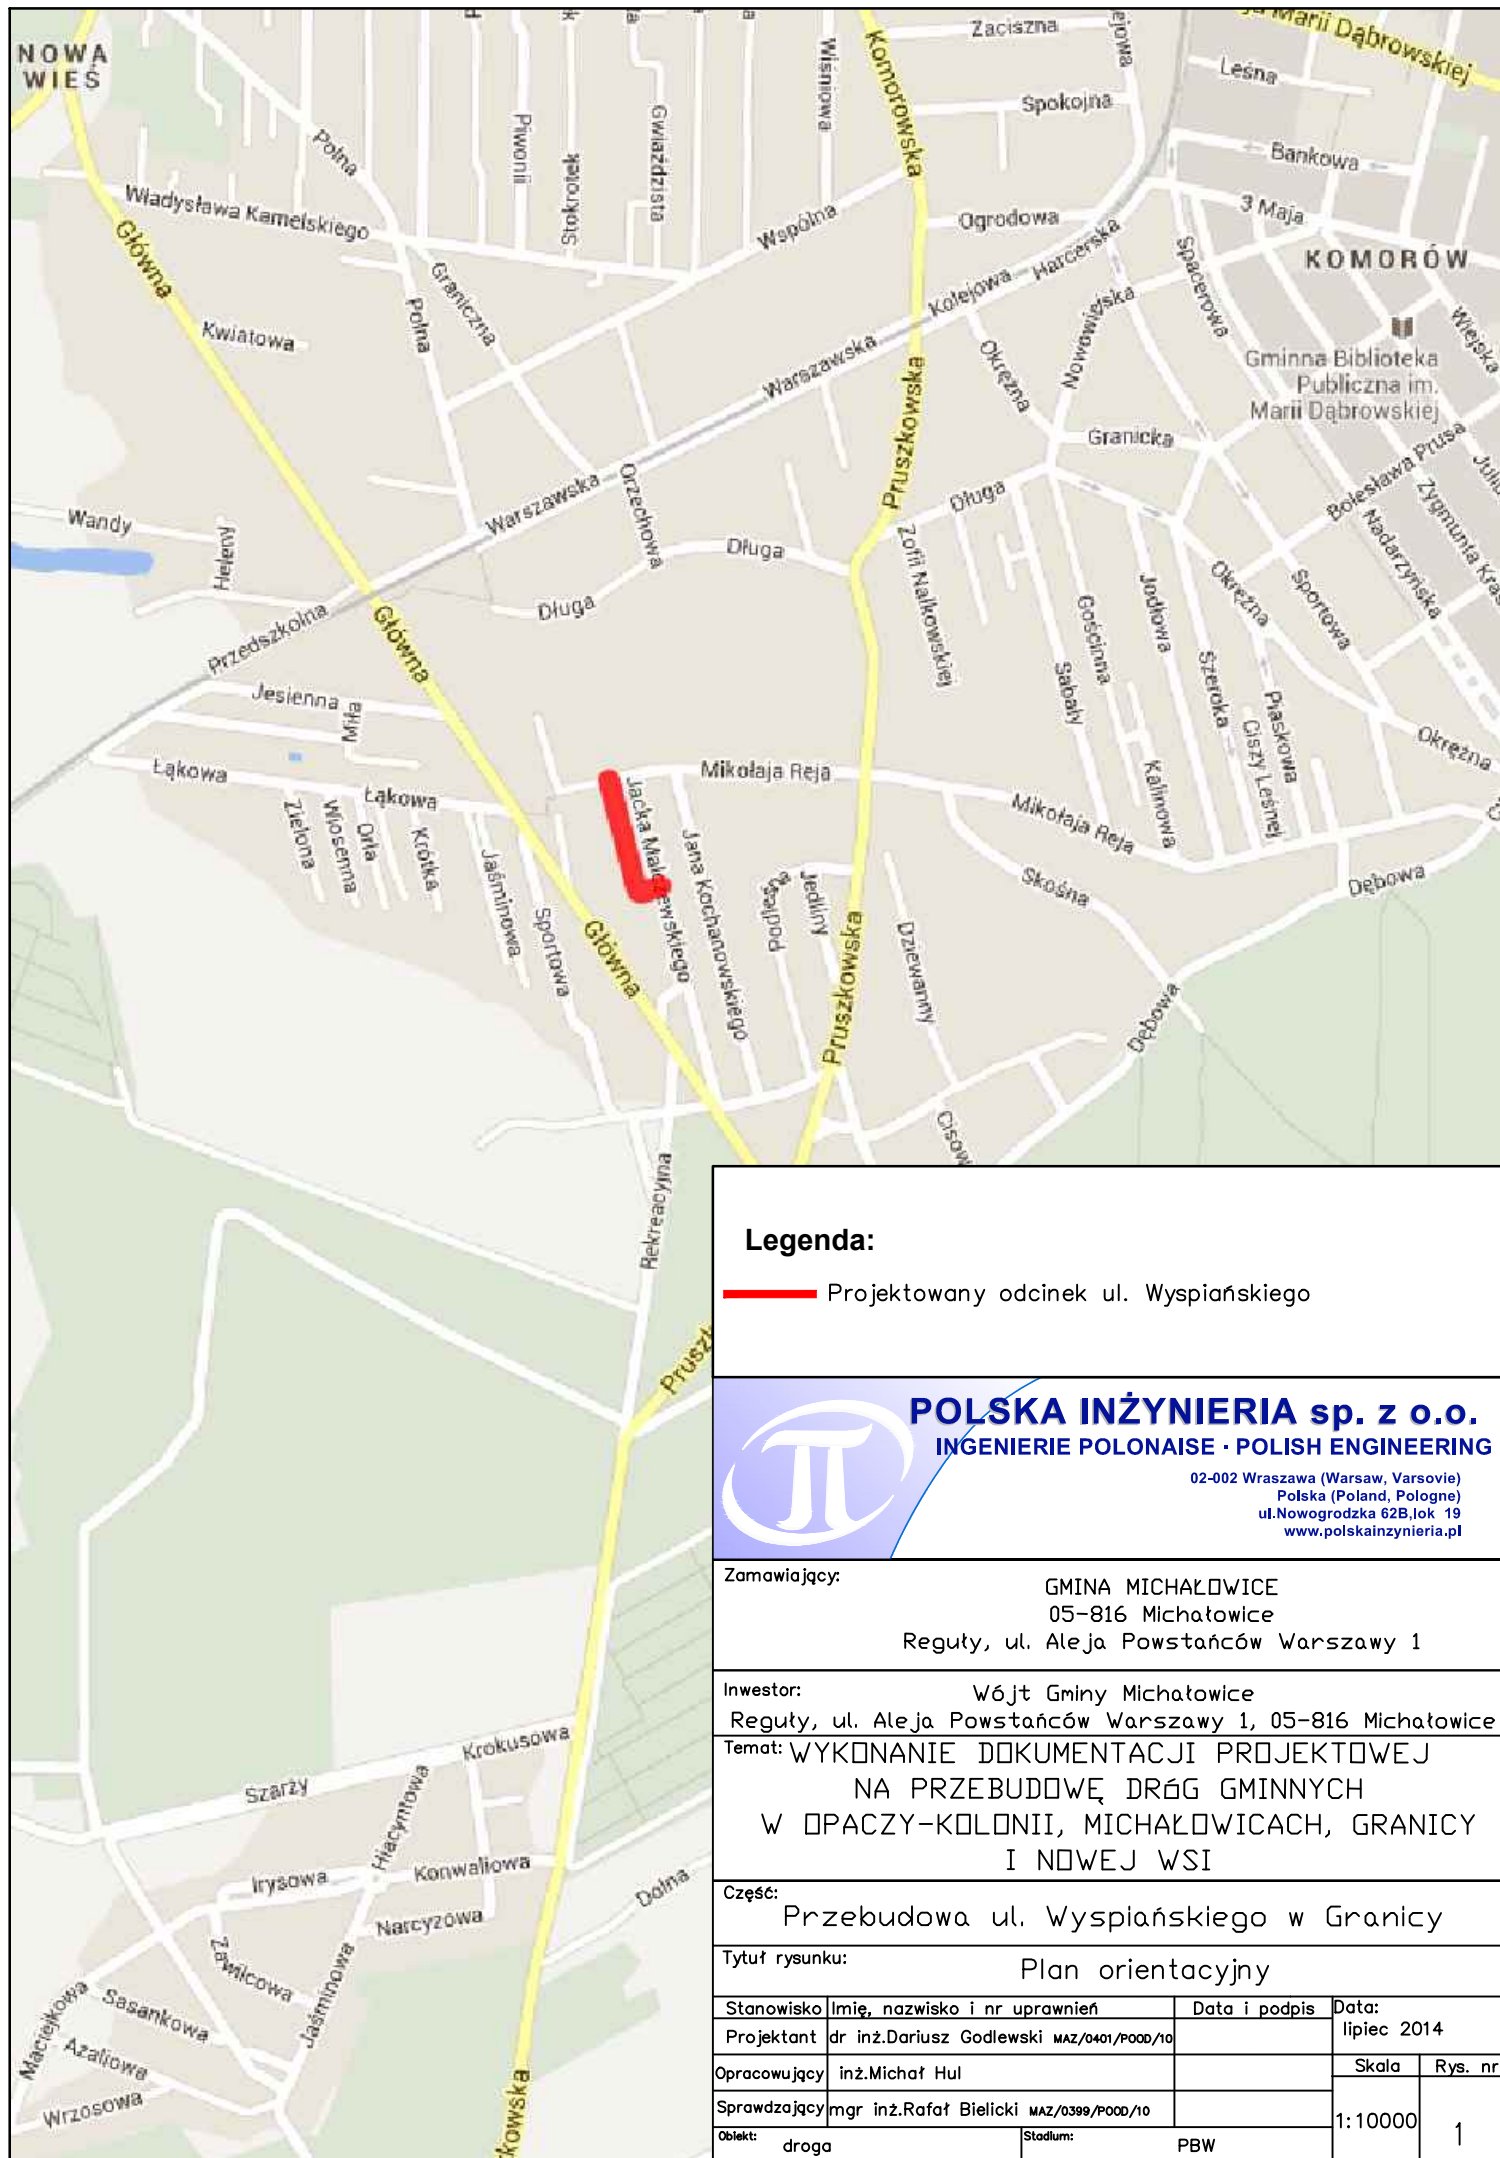 NOWA
WIEŚ
Komorowska
Zaciszna
Marii Dąbrowskiej
Leśna
Wiśniowa
Spokojna
Gwiaździsta
Piwonii
Stokrotek
Polna
Bankowa
Władysława Kamelskiego
Wspólna
Ogrodowa
3 Maja
KOMORÓW
Główna
Graniczna
Polna
Kolejowa
Harcerska
Spacerowa
Nowowiejska
Wiejska
Kwiatowa
Warszawska
Pruszkowska
Okrężna
Gminna Biblioteka
Publiczna im.
Marii Dąbrowskiej
Granicka
Bolesława Prusa
Wandy
Heleny
Warszawska
Orzechowa
Długa
Długa
Długa
Zofii Nałkowskiej
Nadarzyńska
Zygmunta Kras
Przedszkolna
Główna
Sabały
Gościnna
Jodłowa
Szeroka
Okrężna
Sportowa
Piaskowa
Ciszy Leśnej
Okrężna
Jesienna
Miła
Łąkowa
Łąkowa
Mikołaja Reja
Mikołaja Reja
Kalinowa
Zielona
Wiosenna
Orla
Krótka
Jaśminowa
Sportowa
Główna
Jana Kochanowskiego
Podleśna
Jedliny
Pruszkowska
Dziewanny
Skośna
Dębowa
Dębowa
Rekreacyjna
Legenda:
Projektowany odcinek ul. Wyspiańskiego
POLSKA INŻYNIERIA sp. z o.o.
INGENIERIE POLONAISE · POLISH ENGINEERING
02-002 Wraszawa (Warsaw, Varsovie)
Polska (Poland, Pologne)
ul.Nowogrodzka 62B,lok 19
www.polskainzynieria.pl
Zamawiający:
GMINA MICHAŁOWICE
05-816 Michałowice
Reguły, ul. Aleja Powstańców Warszawy 1
Inwestor: Wójt Gminy Michałowice
Reguły, ul. Aleja Powstańców Warszawy 1, 05-816 Michałowice
Temat: WYKONANIE DOKUMENTACJI PROJEKTOWEJ
NA PRZEBUDOWĘ DRÓG GMINNYCH
W OPACZY-KOLONII, MICHAŁOWICACH, GRANICY
I NOWEJ WSI
Część:
Przebudowa ul. Wyspiańskiego w Granicy
Tytuł rysunku: Plan orientacyjny
Stanowisko Imię, nazwisko i nr uprawnień Data i podpis Data:
lipiec 2014
Projektant dr inż.Dariusz Godlewski MAZ/0401/POOD/10
Opracowujący inż.Michał Hul
Skala Rys. nr
Sprawdzający mgr inż.Rafał Bielicki MAZ/0399/POOD/10
1:10000 1
Obiekt: droga Stadium: PBW
Krokusowa
Szarży
Hiacyntowa
Irysowa
Konwaliowa
Narcyzowa
Dolna
Zawilcowa
Jaśminowa
Maciejkowa
Sasankowa
Azaliowa
Wrzosowa
kowska